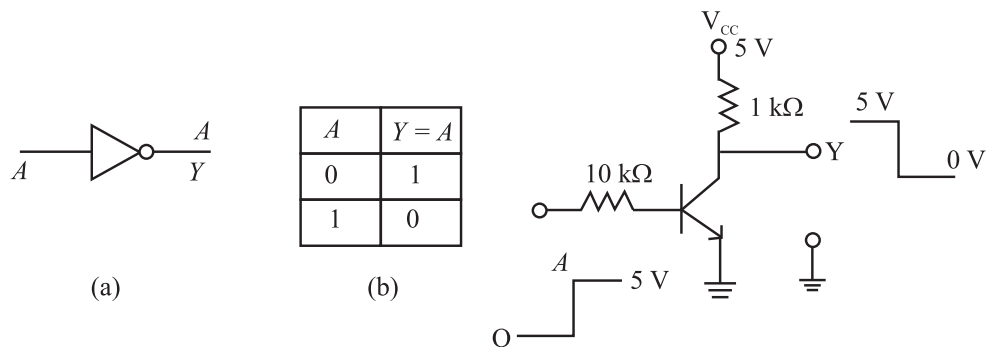 A
A
Y
(a)
A Y = A
0 1
1 0
(b)
V_CC
5 V
1 kΩ
Y
10 kΩ
5 V
0 V
A
5 V
O